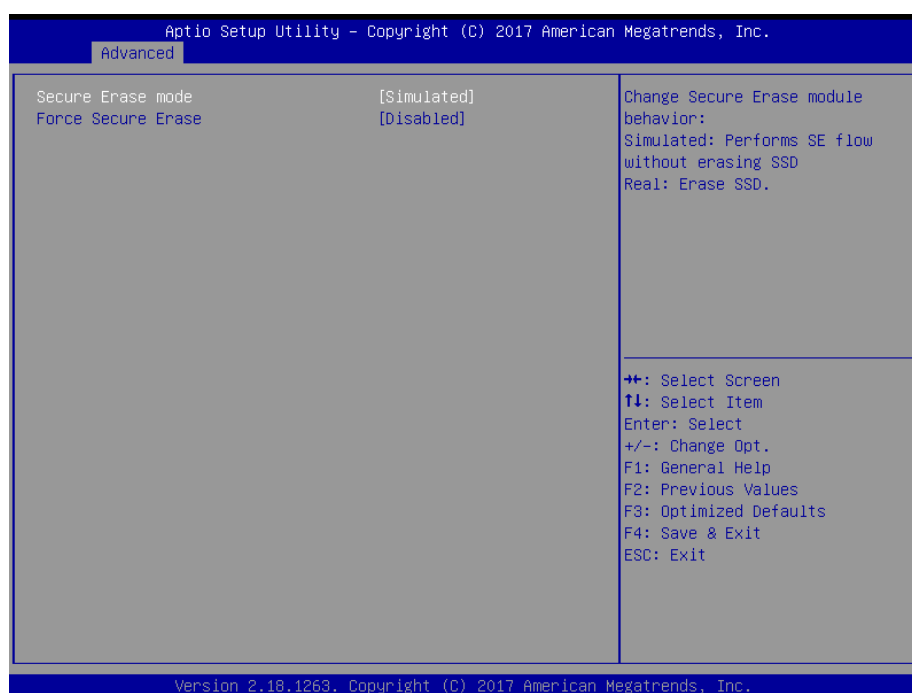 Aptio Setup Utility – Copyright (C) 2017 American Megatrends, Inc.
Advanced
Secure Erase mode [Simulated]
Force Secure Erase [Disabled]
Change Secure Erase module
behavior:
Simulated: Performs SE flow
without erasing SSD
Real: Erase SSD.
→←: Select Screen
↑↓: Select Item
Enter: Select
+/-: Change Opt.
F1: General Help
F2: Previous Values
F3: Optimized Defaults
F4: Save & Exit
ESC: Exit
Version 2.18.1263. Copyright (C) 2017 American Megatrends, Inc.